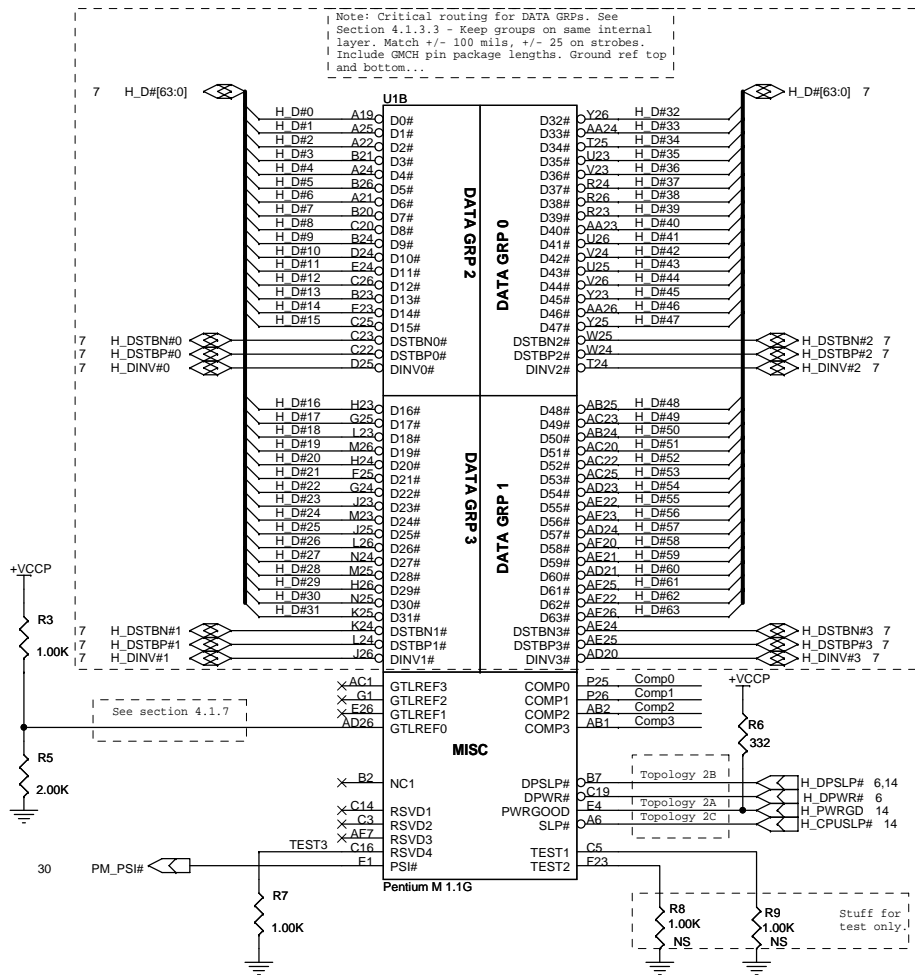 Note: Critical routing for DATA GRPs. See
Section 4.1.3.3 - Keep groups on same internal
layer. Match +/- 100 mils, +/- 25 on strobes.
Include GMCH pin package lengths. Ground ref top
and bottom...
7 H_D#[63:0] H_D#[63:0] 7
U1B
H_D#0 A19 D0# D32# Y26 H_D#32
H_D#1 A25 D1# D33# AA24 H_D#33
H_D#2 A22 D2# D34# T25 H_D#34
H_D#3 B21 D3# D35# U23 H_D#35
H_D#4 A24 D4# D36# V23 H_D#36
H_D#5 B26 D5# D37# R24 H_D#37
H_D#6 A21 D6# D38# R26 H_D#38
H_D#7 B20 D7# D39# R23 H_D#39
H_D#8 C20 D8# D40# AA23 H_D#40
H_D#9 B24 D9# D41# U26 H_D#41
H_D#10 D24 D10# D42# V24 H_D#42
H_D#11 E24 D11# D43# U25 H_D#43
H_D#12 C26 D12# D44# V26 H_D#44
H_D#13 B23 D13# D45# Y23 H_D#45
H_D#14 E23 D14# D46# AA26 H_D#46
H_D#15 C25 D15# D47# Y25 H_D#47
DATA GRP 2
DATA GRP 0
7 H_DSTBN#0 C23 DSTBN0# DSTBN2# W25 H_DSTBN#2 7
7 H_DSTBP#0 C22 DSTBP0# DSTBP2# W24 H_DSTBP#2 7
7 H_DINV#0 D25 DINV0# DINV2# T24 H_DINV#2 7
H_D#16 H23 D16# D48# AB25 H_D#48
H_D#17 G25 D17# D49# AC23 H_D#49
H_D#18 L23 D18# D50# AB24 H_D#50
H_D#19 M26 D19# D51# AC20 H_D#51
H_D#20 H24 D20# D52# AC22 H_D#52
H_D#21 F25 D21# D53# AC25 H_D#53
H_D#22 G24 D22# D54# AD23 H_D#54
H_D#23 J23 D23# D55# AE22 H_D#55
H_D#24 M23 D24# D56# AF23 H_D#56
H_D#25 J25 D25# D57# AD24 H_D#57
H_D#26 L26 D26# D58# AF20 H_D#58
H_D#27 N24 D27# D59# AE21 H_D#59
H_D#28 M25 D28# D60# AD21 H_D#60
H_D#29 H26 D29# D61# AF25 H_D#61
H_D#30 N25 D30# D62# AF22 H_D#62
H_D#31 K25 D31# D63# AF26 H_D#63
DATA GRP 3
DATA GRP 1
7 H_DSTBN#1 K24 DSTBN1# DSTBN3# AE24 H_DSTBN#3 7
7 H_DSTBP#1 L24 DSTBP1# DSTBP3# AE25 H_DSTBP#3 7
7 H_DINV#1 J26 DINV1# DINV3# AD20 H_DINV#3 7
+VCCP
R3
1.00K
R5
2.00K
See section 4.1.7
AC1 GTLREF3 COMP0 P25 Comp0
G1 GTLREF2 COMP1 P26 Comp1
E26 GTLREF1 COMP2 AB2 Comp2
AD26 GTLREF0 COMP3 AB1 Comp3
MISC
+VCCP
R6
332
B2 NC1 DPSLP# B7 Topology 2B H_DPSLP# 6,14
DPWR# C19 H_DPWR# 6
C14 RSVD1 PWRGOOD E4 Topology 2A H_PWRGD 14
C3 RSVD2 SLP# A6 Topology 2C H_CPUSLP# 14
AF7 RSVD3
TEST3 C16 RSVD4 TEST1 C5
30 PM_PSI# E1 PSI# TEST2 F23
Pentium M 1.1G
R7
1.00K
R8
1.00K
NS
R9
1.00K
NS
Stuff for
test only.